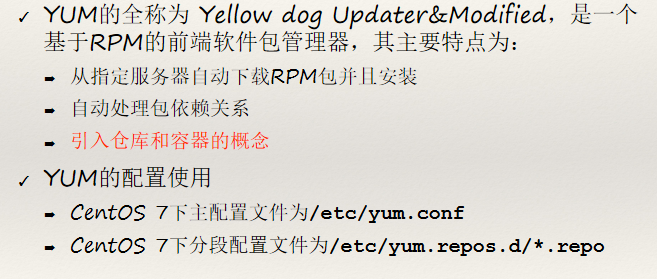 ✓ YUM的全称为 Yellow dog Updater&Modified，是一个
基于RPM的前端软件包管理器，其主要特点为：
➨ 从指定服务器自动下载RPM包并且安装
➨ 自动处理包依赖关系
➨ 引入仓库和容器的概念
✓ YUM的配置使用
➨ CentOS 7下主配置文件为/etc/yum.conf
➨ CentOS 7下分段配置文件为/etc/yum.repos.d/*.repo